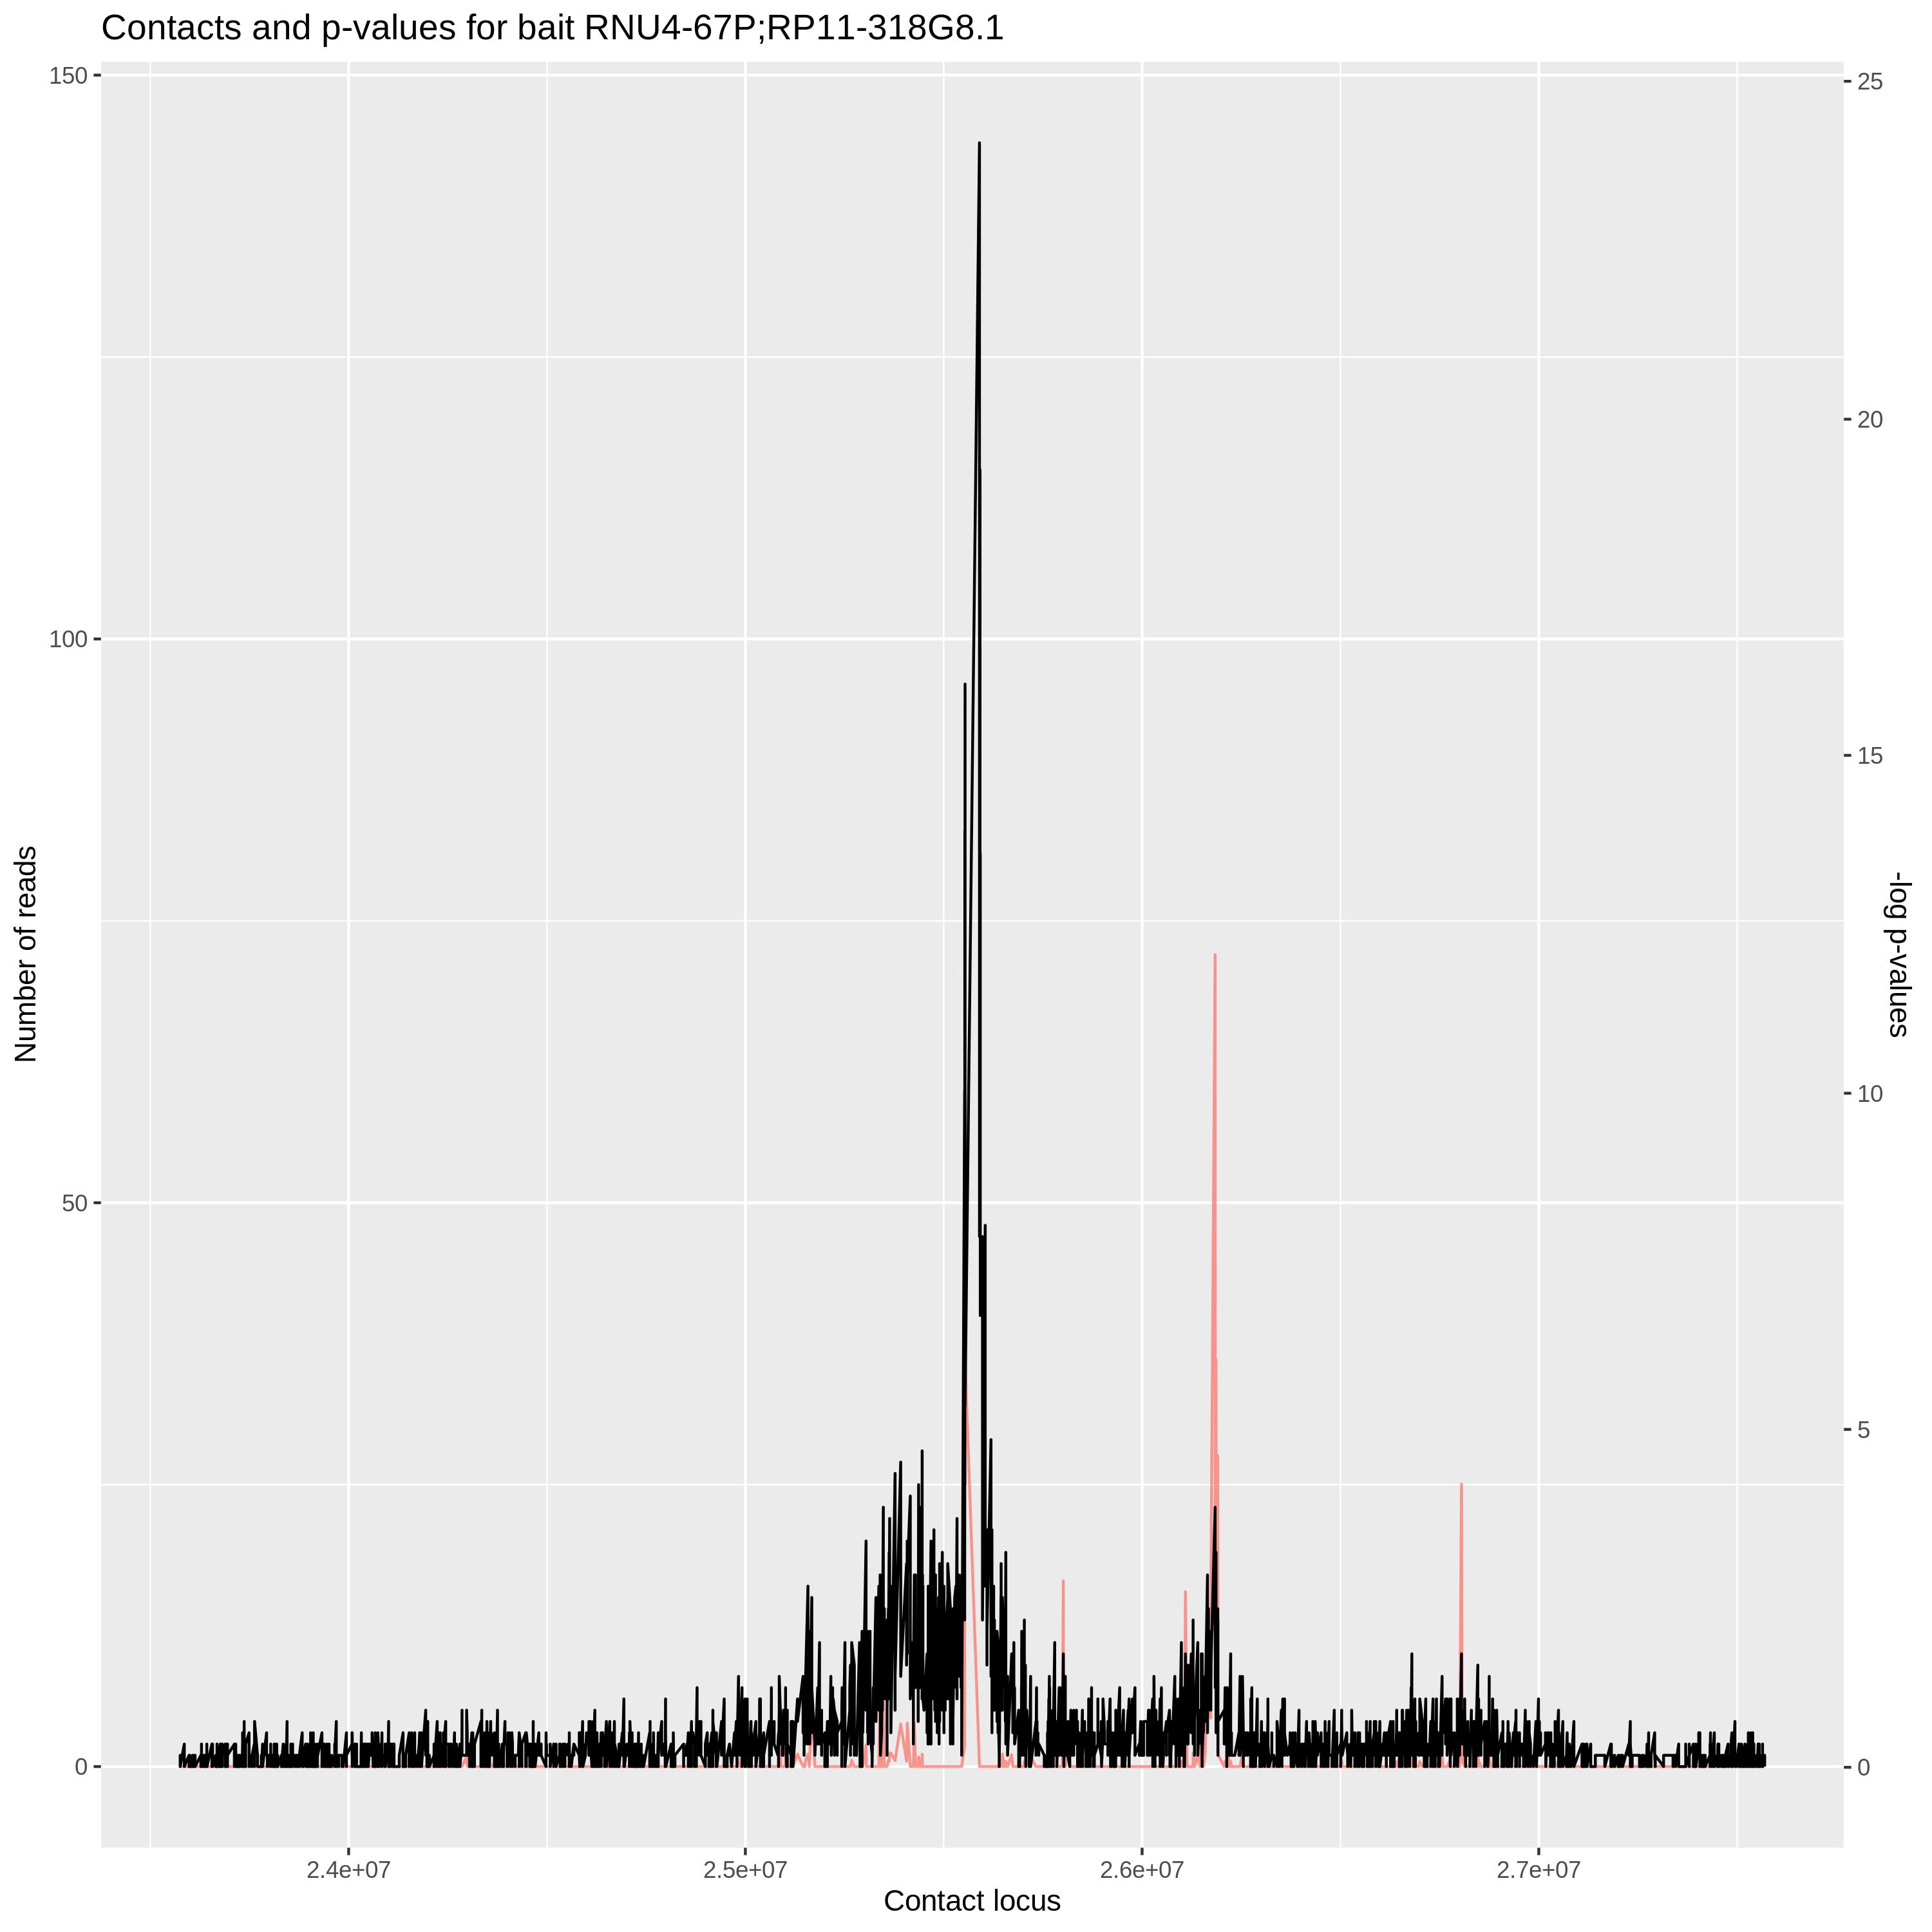 Contacts and p-values for bait RNU4-67P;RP11-318G8.1
150
100
50
0
Number of reads
25
20
15
10
5
0
-log p-values
2.4e+07 2.5e+07 2.6e+07 2.7e+07
Contact locus